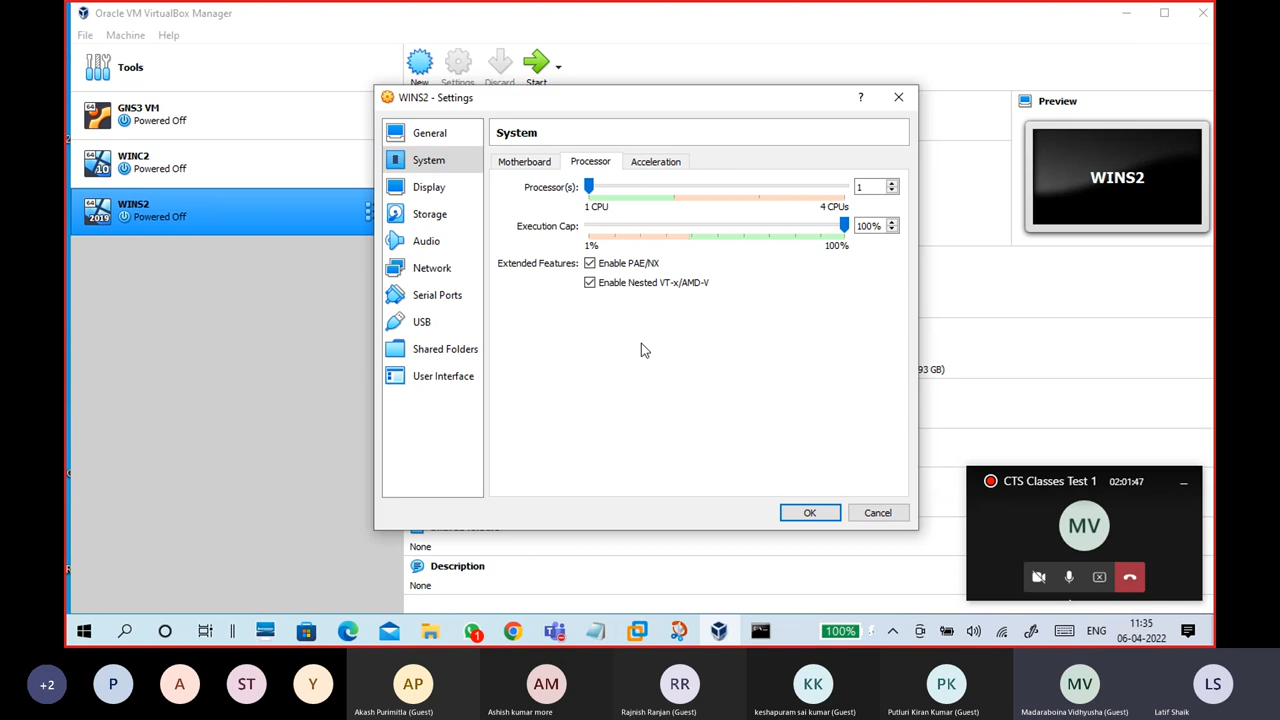 Oracle VM VirtualBox Manager
File Machine Help
Tools
New Settings Discard Start
GNS3 VM
Powered Off
WINC2
Powered Off
WINS2
Powered Off
WINS2 - Settings
General
System
Display
Storage
Audio
Network
Serial Ports
USB
Shared Folders
User Interface
System
Motherboard Processor Acceleration
Processor(s): 1
1 CPU 4 CPUs
Execution Cap: 100%
1% 100%
Extended Features: Enable PAE/NX
Enable Nested VT-x/AMD-V
OK Cancel
Preview
WINS2
93 GB)
None
Description
None
CTS Classes Test 1 02:01:47
MV
100% ENG 11:35
06-04-2022
+2 P A ST Y AP AM RR KK PK MV LS
Akash Purimitla (Guest) Ashish kumar more Rajnish Ranjan (Guest) keshapuram sai kumar (Guest) Putluri Kiran Kumar (Guest) Madaraboina Vidhyusha (Guest) Latif Shaik